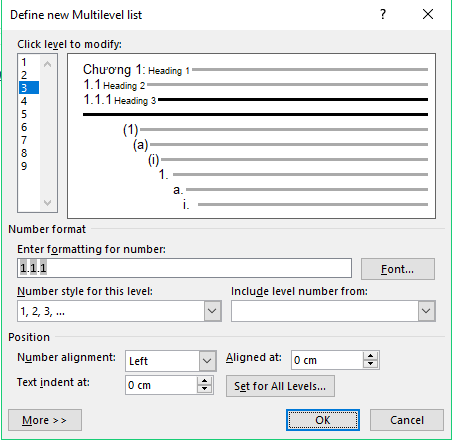 Define new Multilevel list ? ×
Click level to modify:
1
2
3
4
5
6
7
8
9
Chương 1: Heading 1
1.1 Heading 2
1.1.1 Heading 3
(1)
(a)
(i)
1.
a.
i.
Number format
Enter formatting for number:
1.1.1
Font...
Number style for this level: Include level number from:
1, 2, 3, ...
Position
Number alignment: Left Aligned at: 0 cm
Text indent at: 0 cm Set for All Levels...
More >> OK Cancel